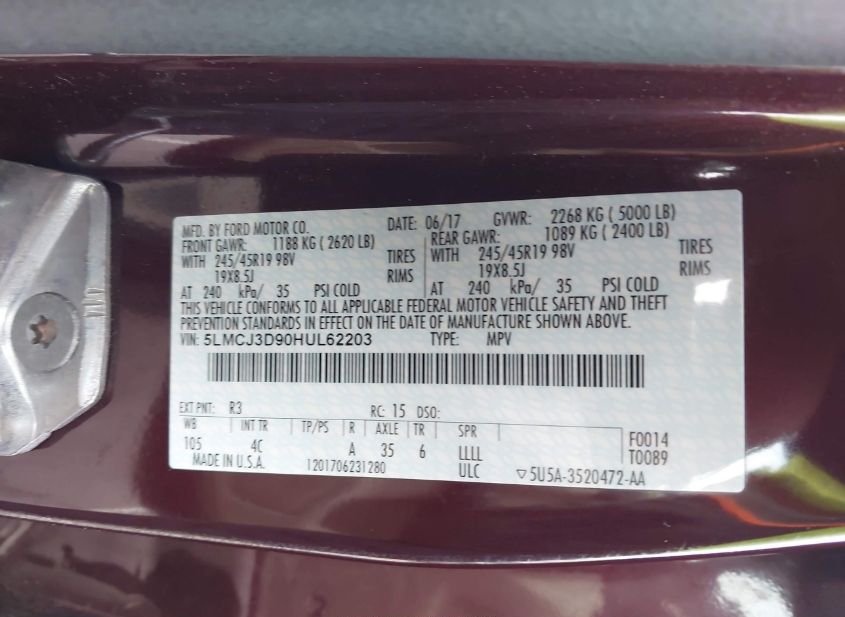 MFD. BY FORD MOTOR CO. DATE: 06/17 GVWR: 2268 KG ( 5000 LB)
FRONT GAWR: 1188 KG ( 2620 LB) REAR GAWR: 1089 KG ( 2400 LB)
WITH 245/45R19 98V TIRES WITH 245/45R19 98V TIRES
19X8.5J RIMS 19X8.5J RIMS
AT 240 kPa/ 35 PSI COLD AT 240 kPa/ 35 PSI COLD
THIS VEHICLE CONFORMS TO ALL APPLICABLE FEDERAL MOTOR VEHICLE SAFETY AND THEFT
PREVENTION STANDARDS IN EFFECT ON THE DATE OF MANUFACTURE SHOWN ABOVE.
VIN: 5LMCJ3D90HUL62203 TYPE: MPV
EXT PNT: R3 RC: 15 DSO:
WB INT TR TP/PS R AXLE TR SPR F0014
105 4C A 35 6 LLLL T0089
MADE IN U.S.A. 1201706231280 ULC ▽5U5A-3520472-AA